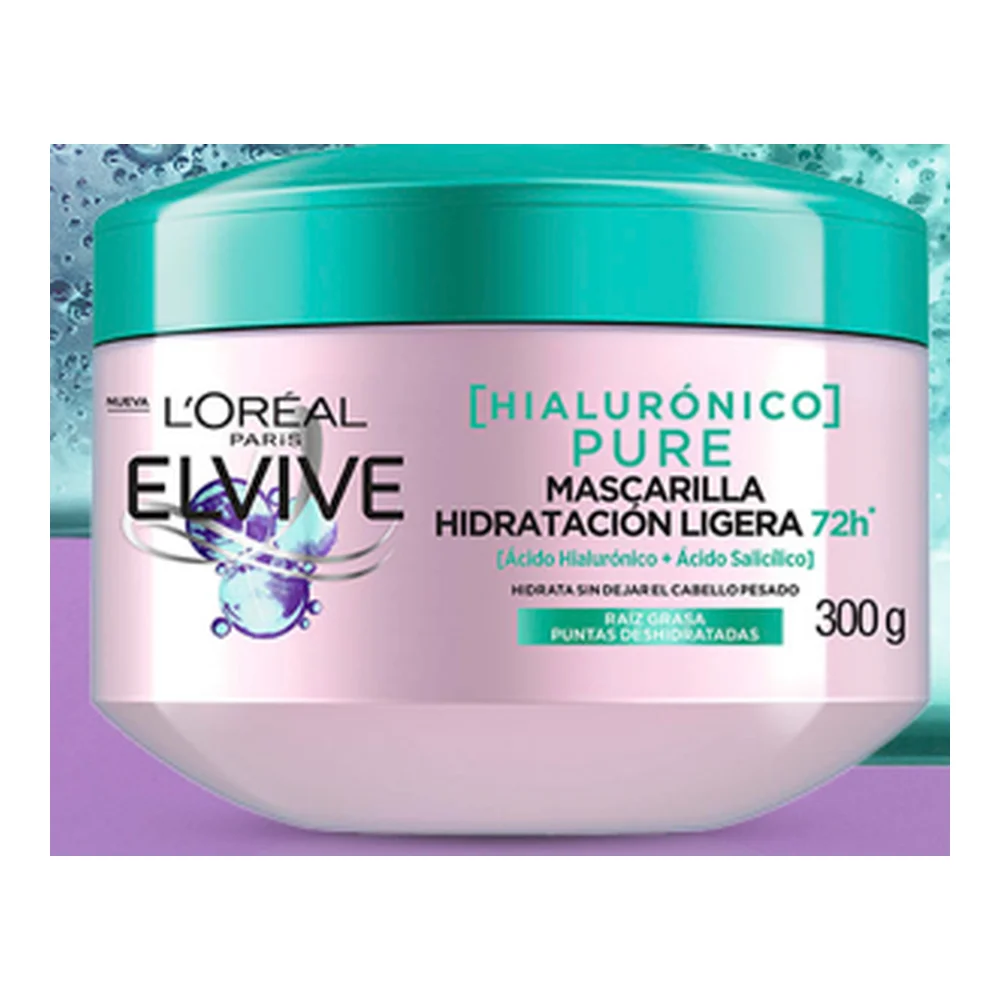 NUEVA
L'ORÉAL
PARIS
ELVIVE
[HIALURÓNICO]
PURE
MASCARILLA
HIDRATACIÓN LIGERA 72h*
[Ácido Hialurónico + Ácido Salicílico]
HIDRATA SIN DEJAR EL CABELLO PESADO
RAÍZ GRASA
PUNTAS DESHIDRATADAS
300 g